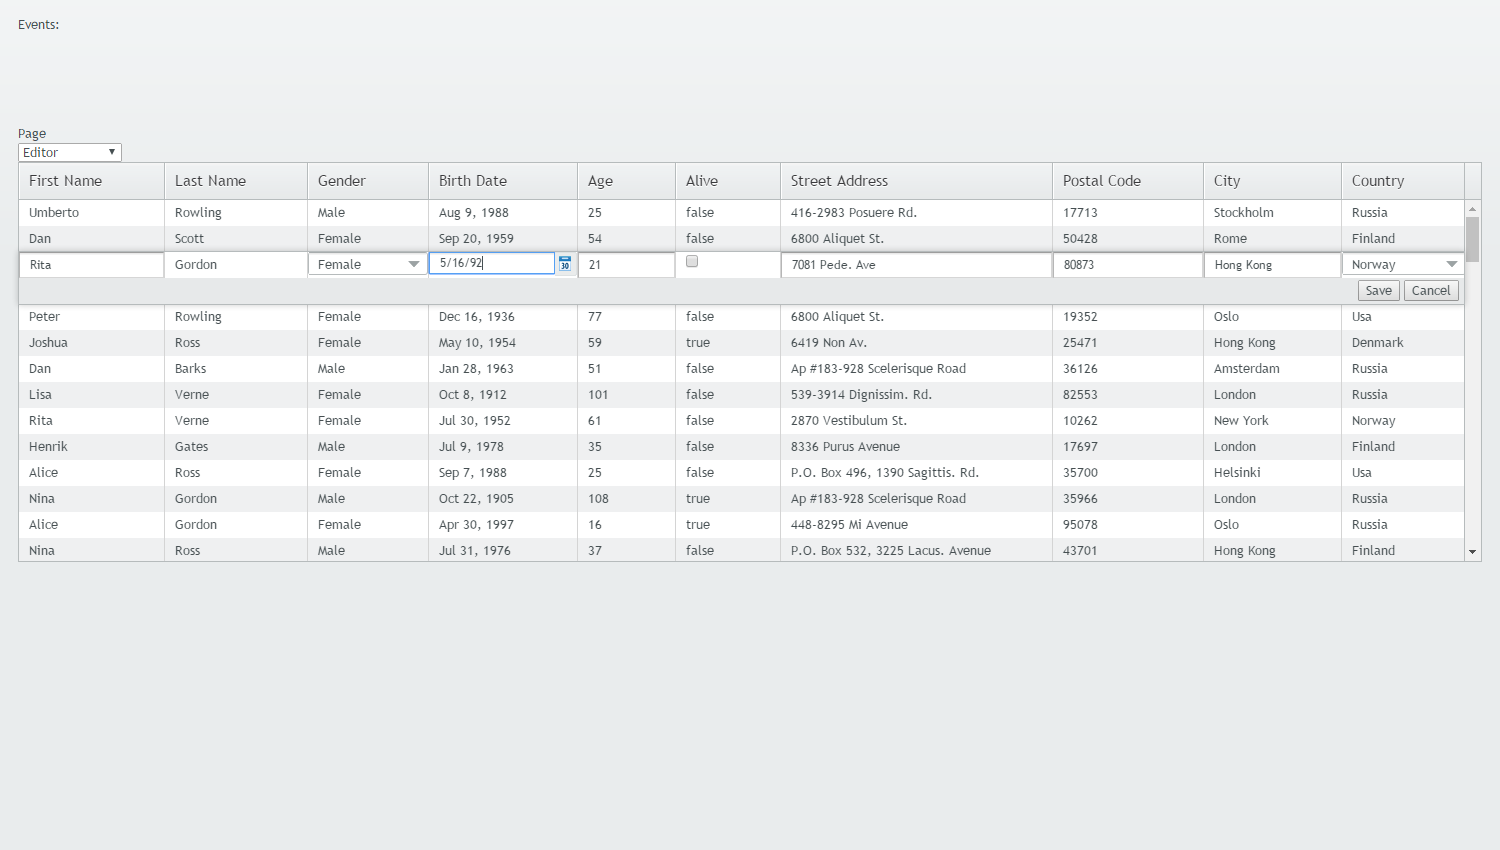 Events:
Page
Editor
First Name Last Name Gender Birth Date Age Alive Street Address Postal Code City Country
Umberto Rowling Male Aug 9, 1988 25 false 416-2983 Posuere Rd. 17713 Stockholm Russia
Dan Scott Female Sep 20, 1959 54 false 6800 Aliquet St. 50428 Rome Finland
Rita Gordon Female 5/16/92 30 21 7081 Pede. Ave 80873 Hong Kong Norway
Save Cancel
Peter Rowling Female Dec 16, 1936 77 false 6800 Aliquet St. 19352 Oslo Usa
Joshua Ross Female May 10, 1954 59 true 6419 Non Av. 25471 Hong Kong Denmark
Dan Barks Male Jan 28, 1963 51 false Ap #183-928 Scelerisque Road 36126 Amsterdam Russia
Lisa Verne Female Oct 8, 1912 101 false 539-3914 Dignissim. Rd. 82553 London Russia
Rita Verne Female Jul 30, 1952 61 false 2870 Vestibulum St. 10262 New York Norway
Henrik Gates Male Jul 9, 1978 35 false 8336 Purus Avenue 17697 London Finland
Alice Ross Female Sep 7, 1988 25 false P.O. Box 496, 1390 Sagittis. Rd. 35700 Helsinki Usa
Nina Gordon Male Oct 22, 1905 108 true Ap #183-928 Scelerisque Road 35966 London Russia
Alice Gordon Female Apr 30, 1997 16 true 448-8295 Mi Avenue 95078 Oslo Russia
Nina Ross Male Jul 31, 1976 37 false P.O. Box 532, 3225 Lacus. Avenue 43701 Hong Kong Finland